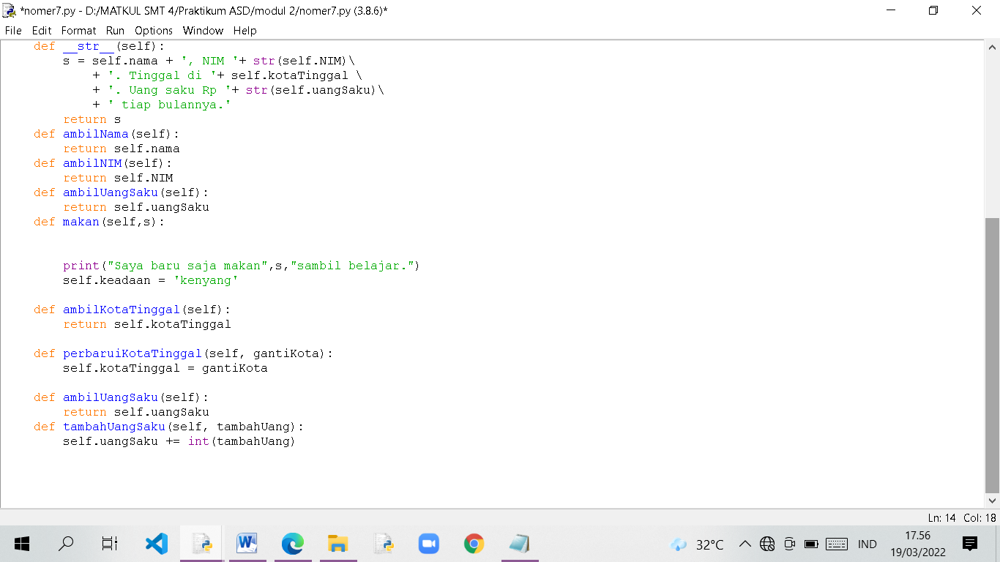 *nomer7.py - D:/MATKUL SMT 4/Praktikum ASD/modul 2/nomer7.py (3.8.6)*
File Edit Format Run Options Window Help
    def __str__(self):
        s = self.nama + ', NIM '+ str(self.NIM)\
            + '. Tinggal di '+ self.kotaTinggal \
            + '. Uang saku Rp '+ str(self.uangSaku)\
            + ' tiap bulannya.'
        return s
    def ambilNama(self):
        return self.nama
    def ambilNIM(self):
        return self.NIM
    def ambilUangSaku(self):
        return self.uangSaku
    def makan(self,s):
        print("Saya baru saja makan",s,"sambil belajar.")
        self.keadaan = 'kenyang'
    def ambilKotaTinggal(self):
        return self.kotaTinggal
    def perbaruiKotaTinggal(self, gantiKota):
        self.kotaTinggal = gantiKota
    def ambilUangSaku(self):
        return self.uangSaku
    def tambahUangSaku(self, tambahUang):
        self.uangSaku += int(tambahUang)
Ln: 14 Col: 18
32°C IND
17.56
19/03/2022